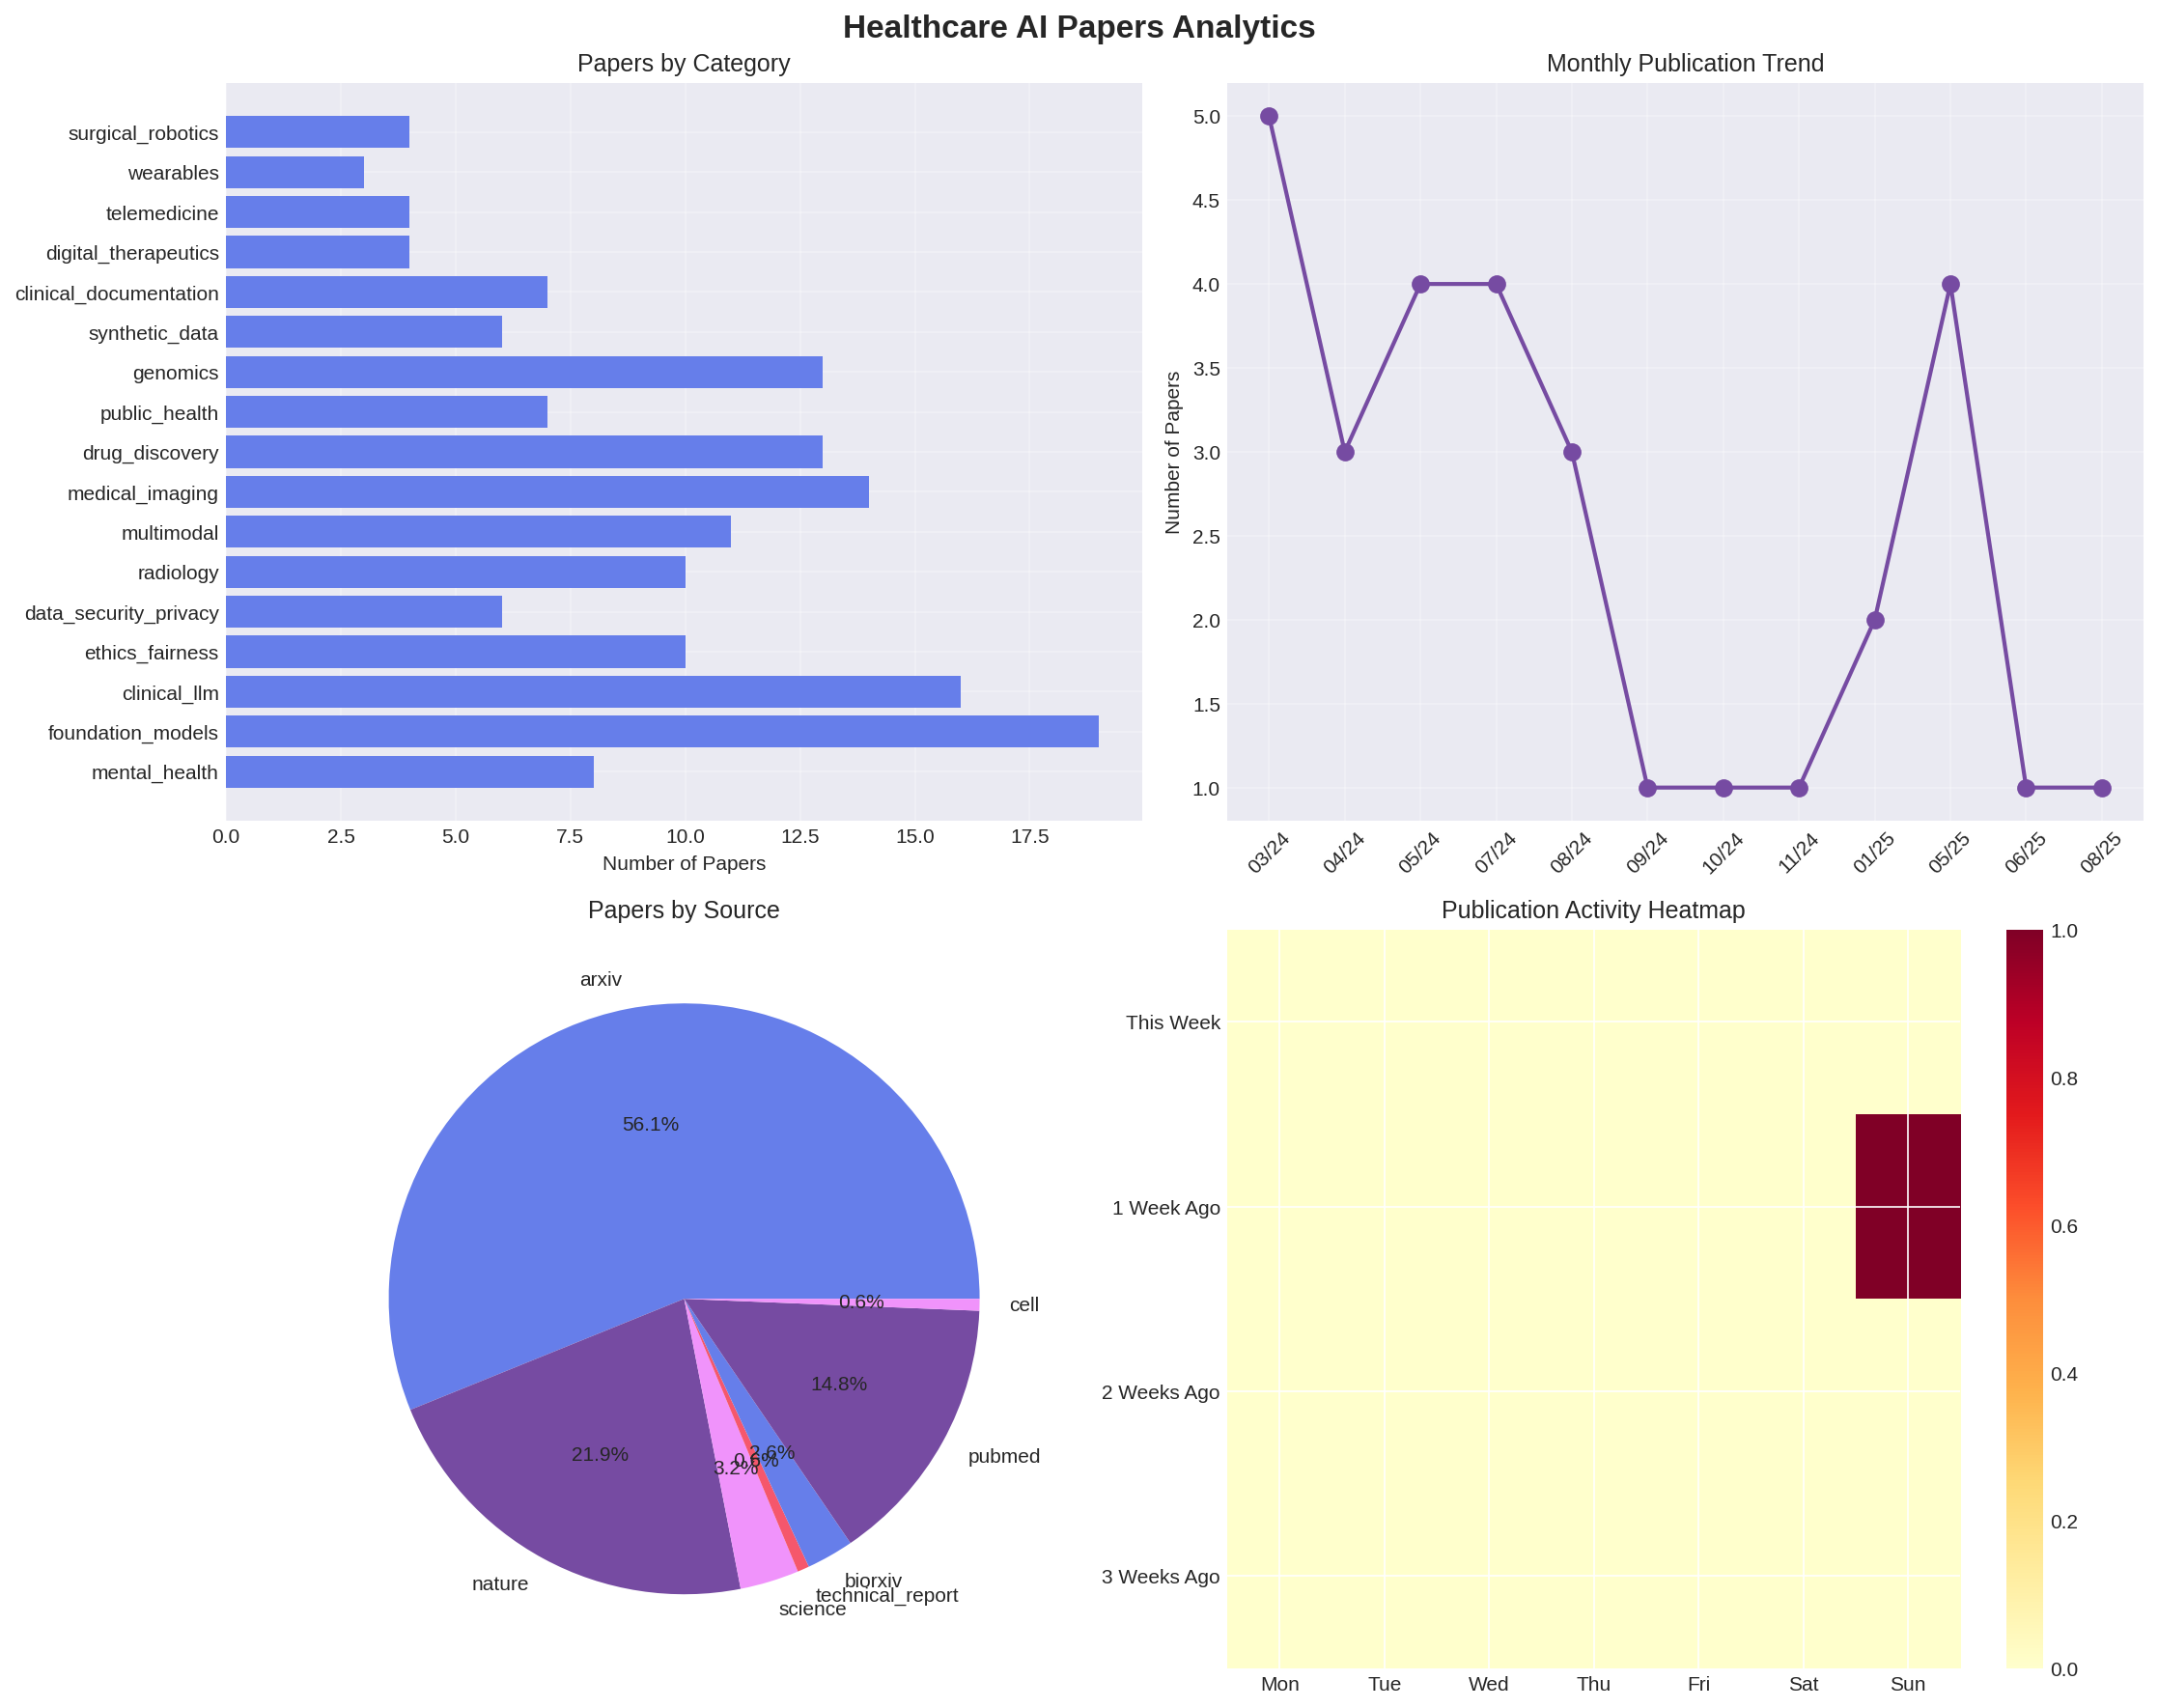 Healthcare AI Papers Analytics
Papers by Category
surgical_robotics
wearables
telemedicine
digital_therapeutics
clinical_documentation
synthetic_data
genomics
public_health
drug_discovery
medical_imaging
multimodal
radiology
data_security_privacy
ethics_fairness
clinical_llm
foundation_models
mental_health
0.0 2.5 5.0 7.5 10.0 12.5 15.0 17.5
Number of Papers
Monthly Publication Trend
Number of Papers
5.0
4.5
4.0
3.5
3.0
2.5
2.0
1.5
1.0
03/24 04/24 05/24 07/24 08/24 09/24 10/24 11/24 01/25 05/25 06/25 08/25
Papers by Source
arxiv
56.1%
cell
0.6%
14.8%
pubmed
21.9%
2.6%
0.6%
3.2%
nature
biorxiv
technical_report
science
Publication Activity Heatmap
This Week
1 Week Ago
2 Weeks Ago
3 Weeks Ago
Mon Tue Wed Thu Fri Sat Sun
1.0
0.8
0.6
0.4
0.2
0.0